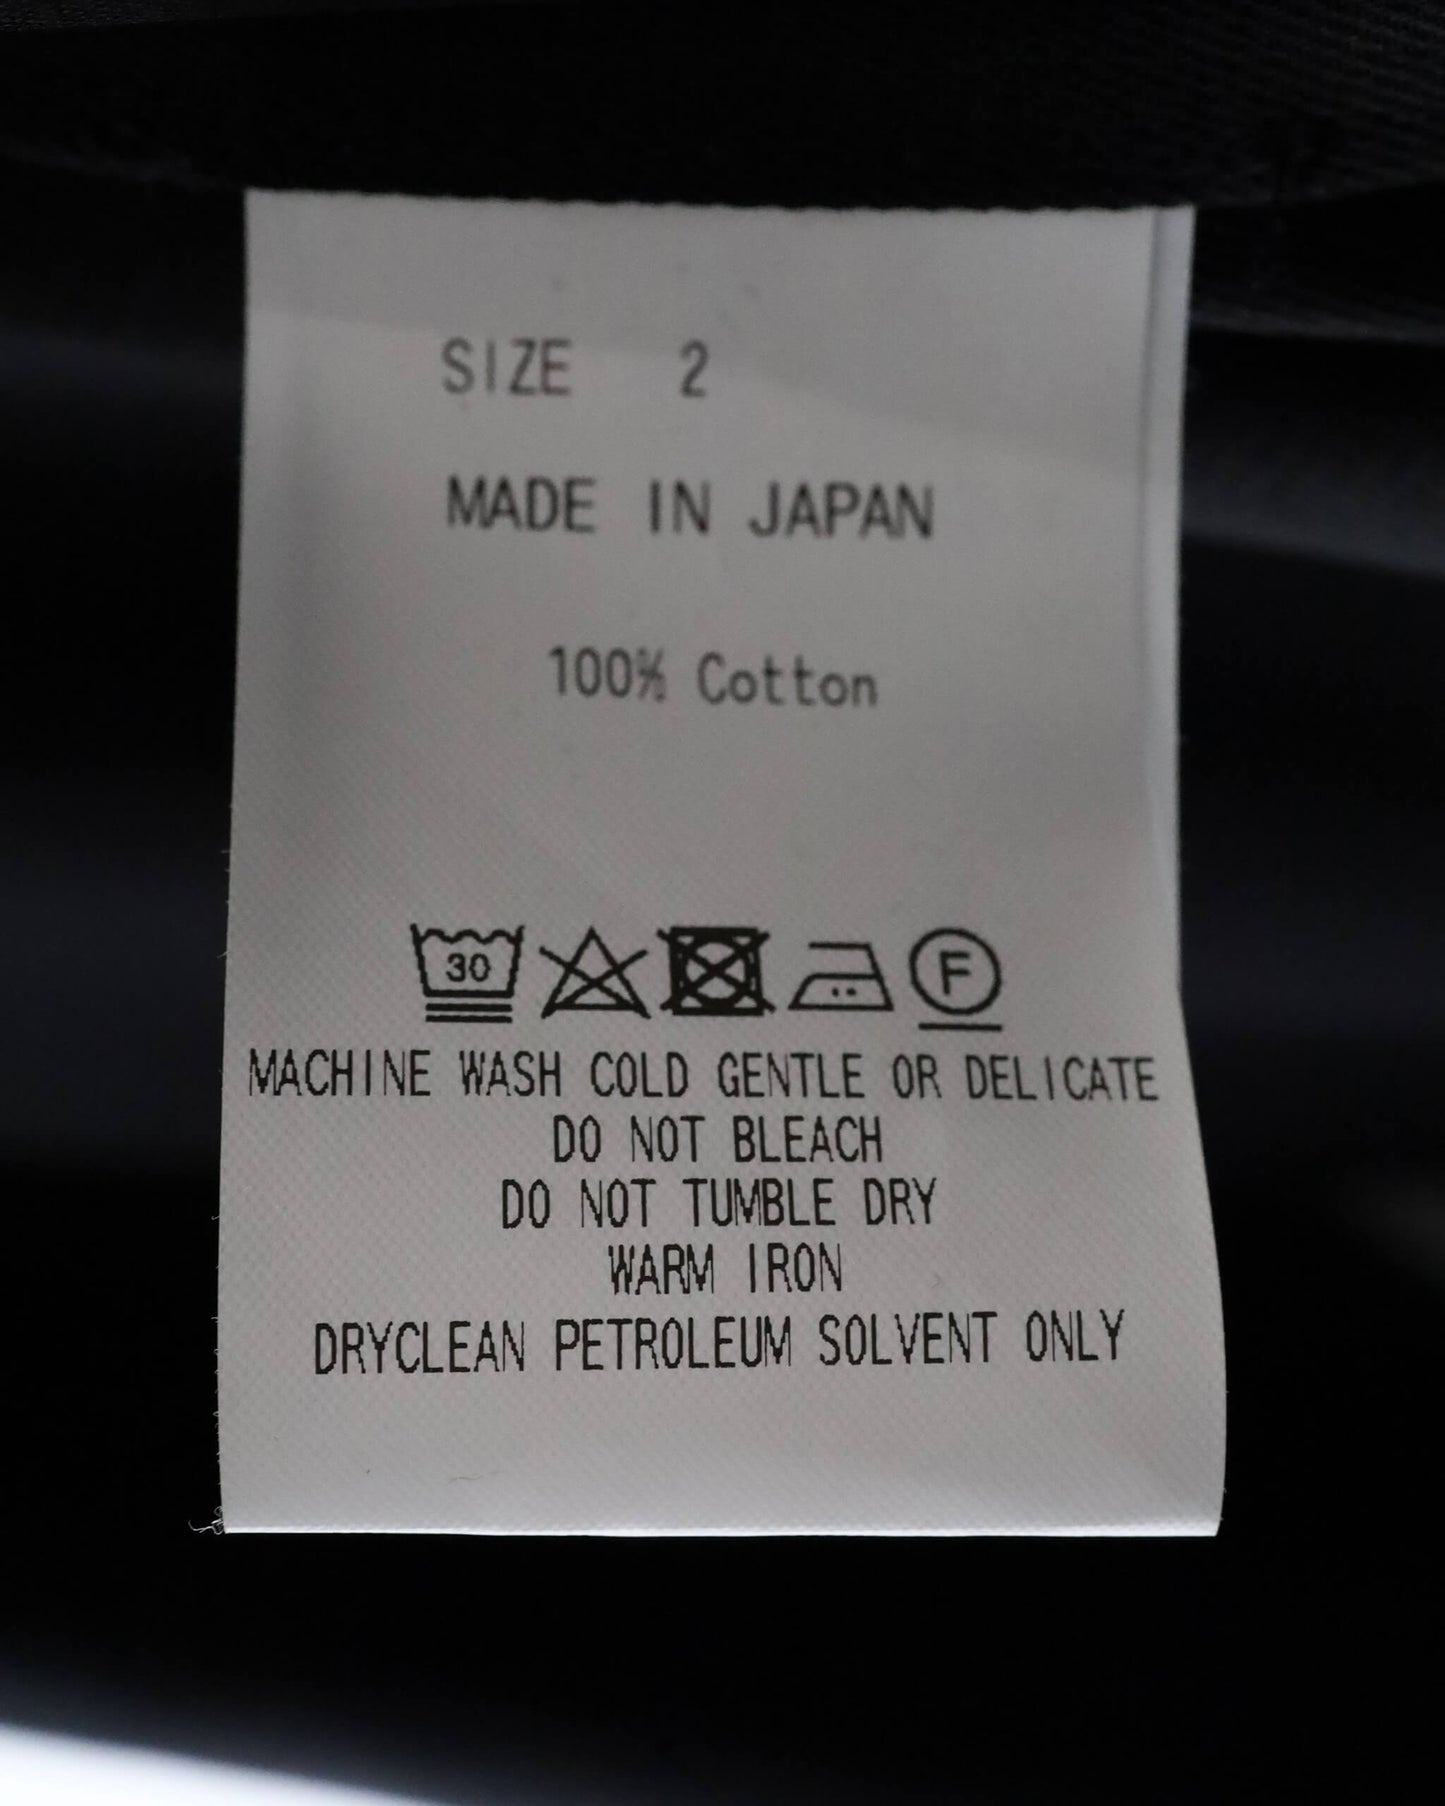 SIZE 2
MADE IN JAPAN
100% Cotton
30 F
MACHINE WASH COLD GENTLE OR DELICATE
DO NOT BLEACH
DO NOT TUMBLE DRY
WARM IRON
DRYCLEAN PETROLEUM SOLVENT ONLY